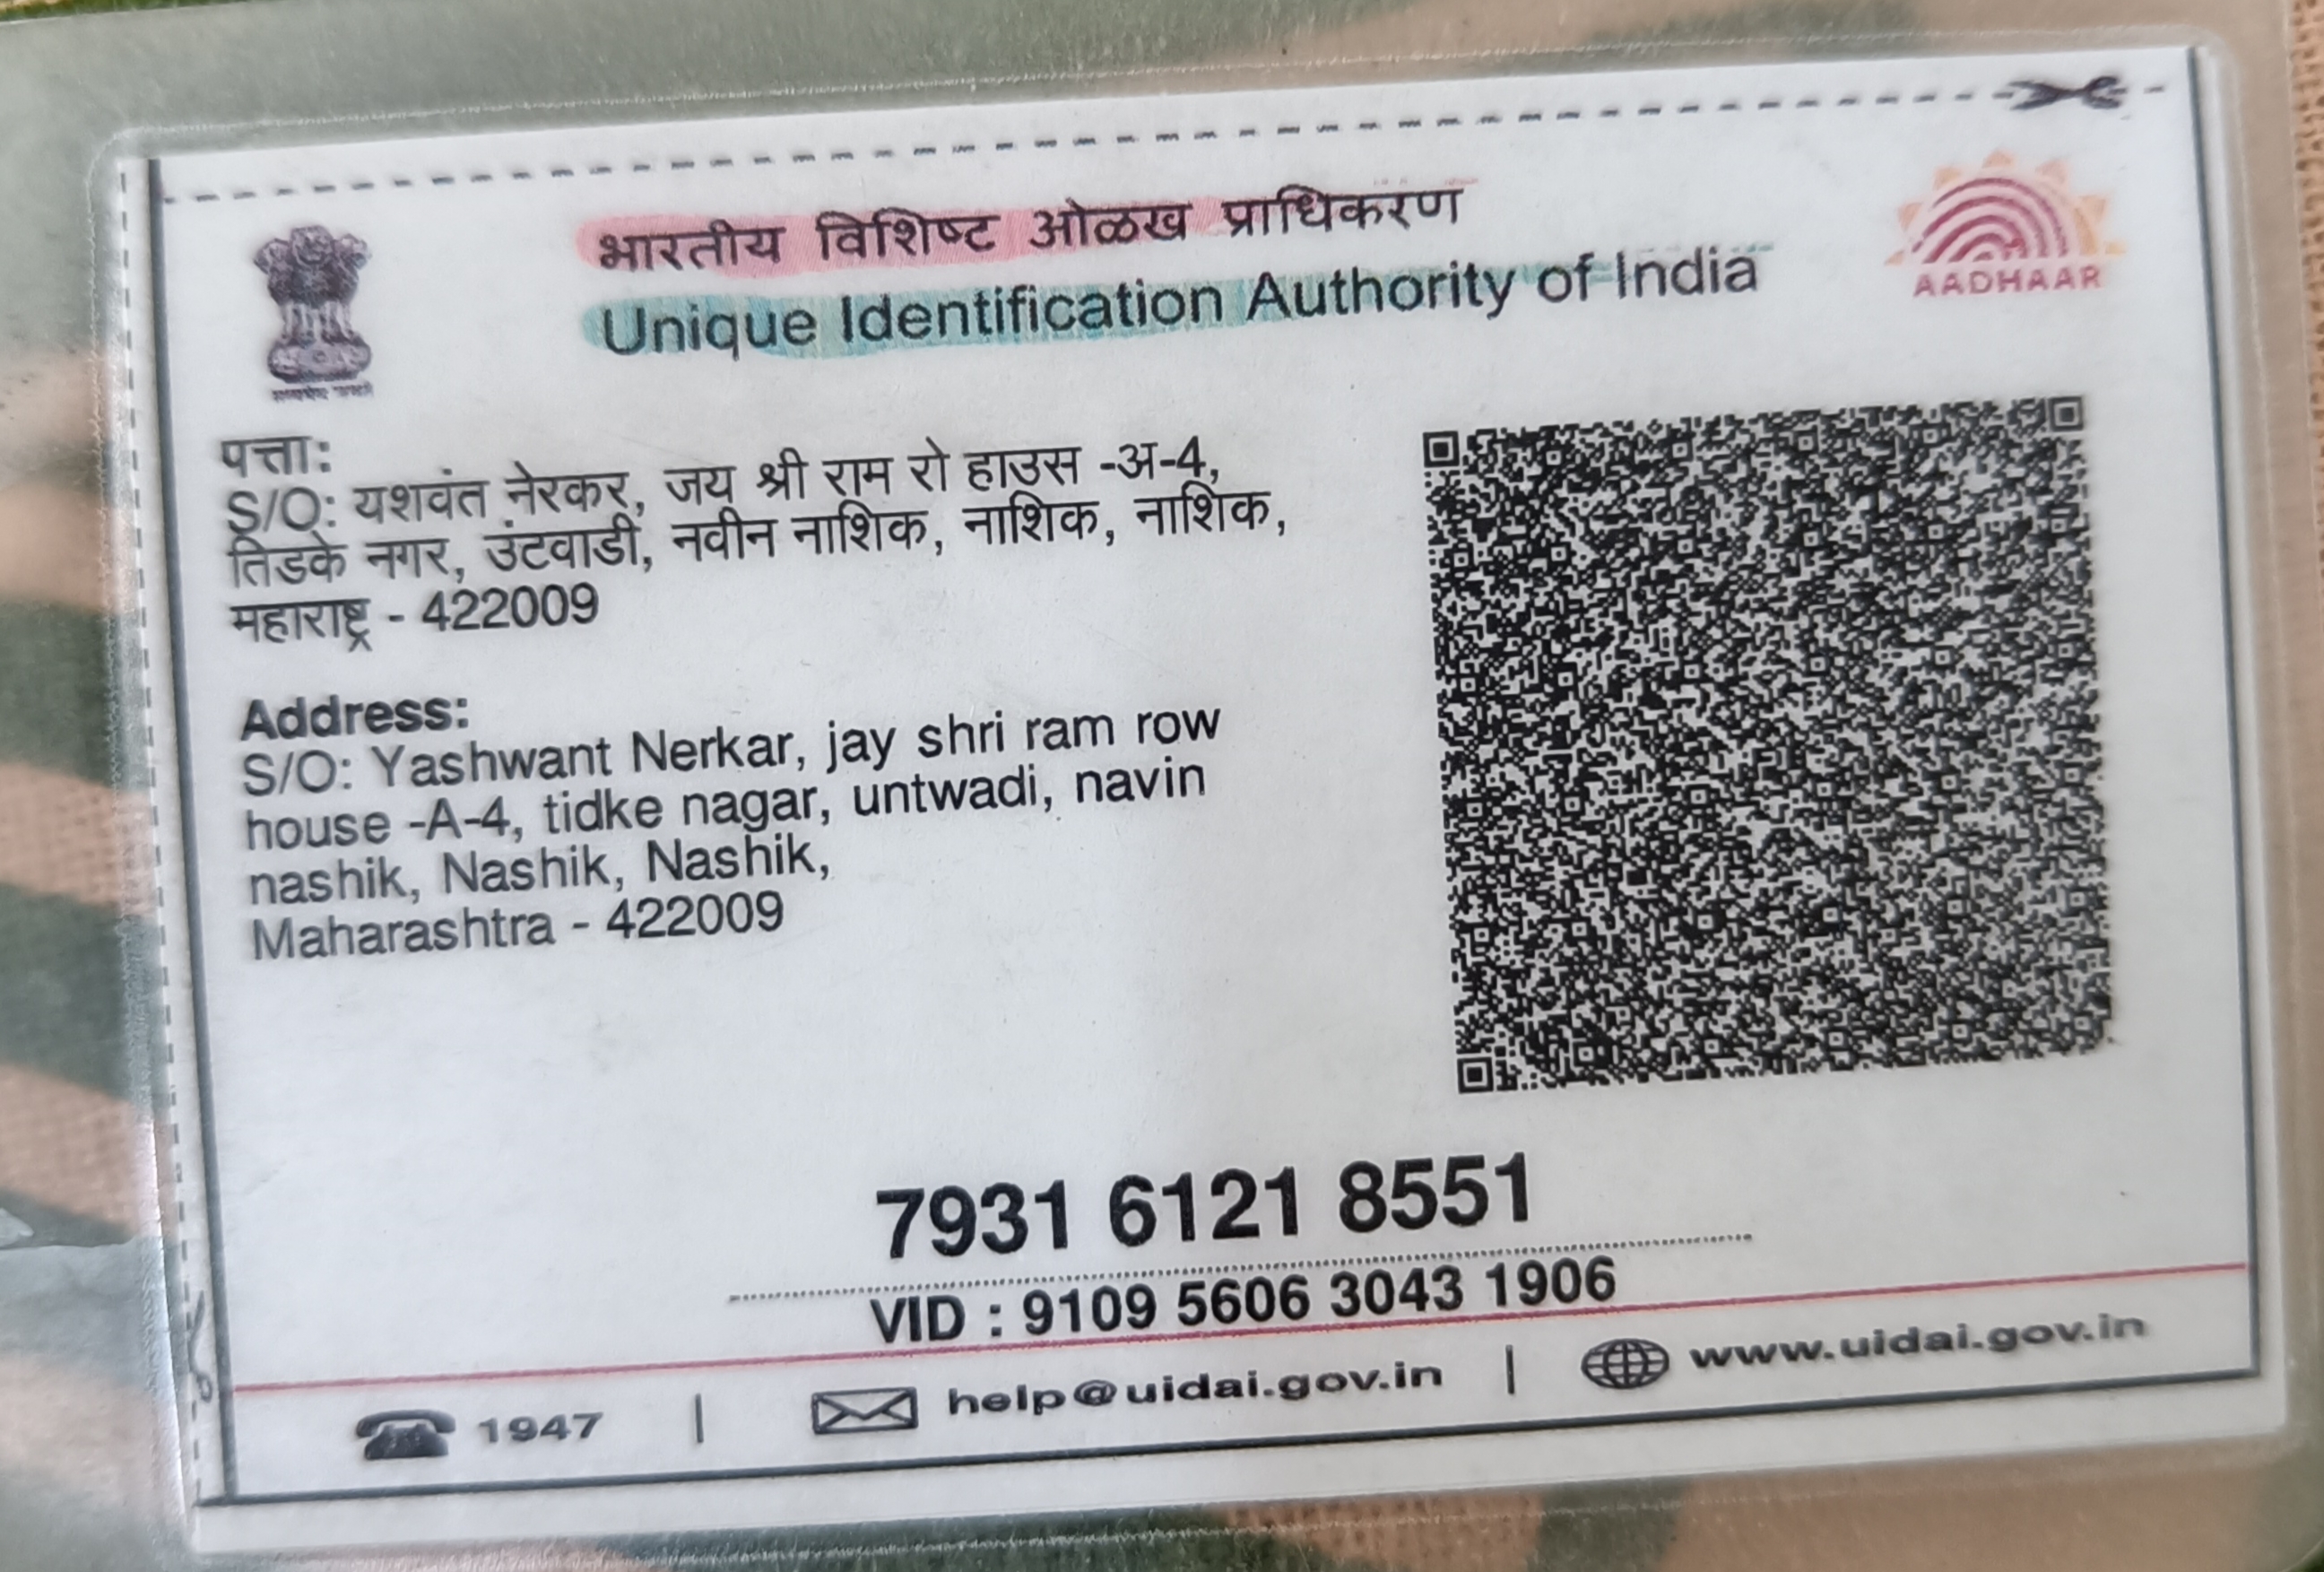 भारतीय विशिष्ट ओळख प्राधिकरण
Unique Identification Authority of India
AADHAAR
पत्ता:
S/O: यशवंत नेरकर, जय श्री राम रो हाउस -अ-4,
तिडके नगर, उंटवाडी, नवीन नाशिक, नाशिक, नाशिक,
महाराष्ट्र - 422009
Address:
S/O: Yashwant Nerkar, jay shri ram row
house -A-4, tidke nagar, untwadi, navin
nashik, Nashik, Nashik,
Maharashtra - 422009
7931 6121 8551
VID : 9109 5606 3043 1906
1947 | help@uidai.gov.in | www.uidai.gov.in